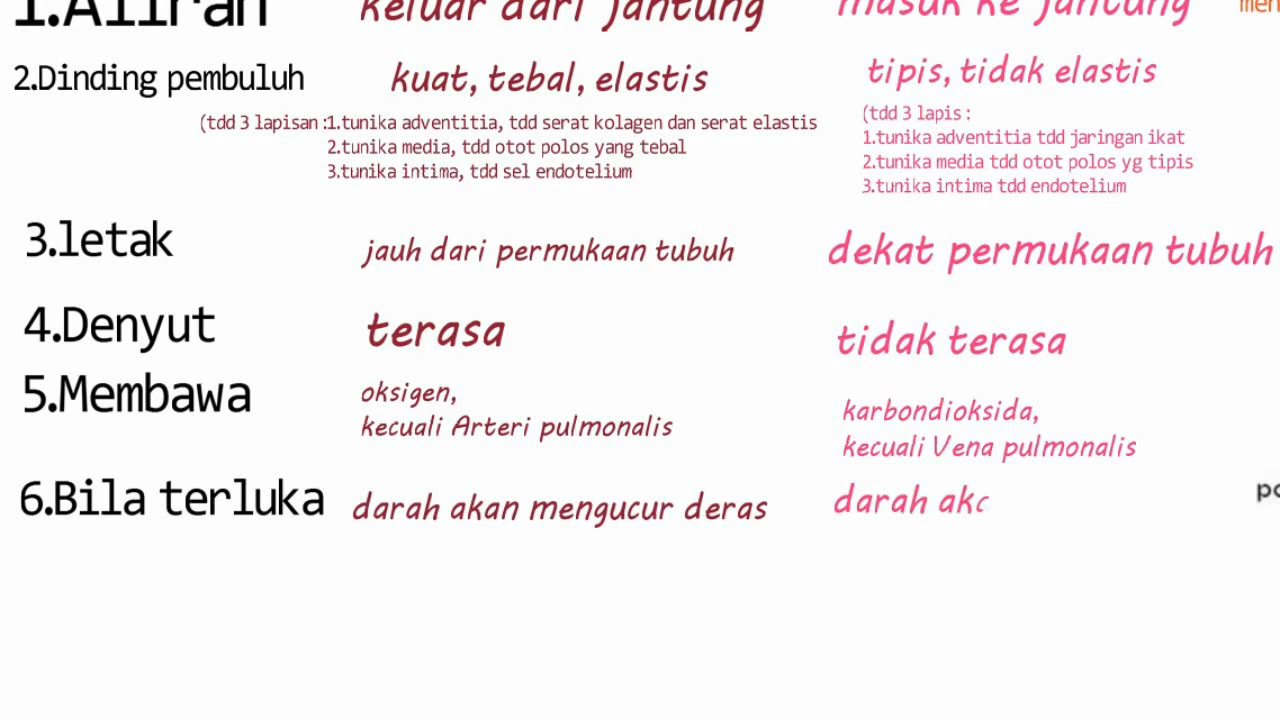 1.Aliran keluar dari jantung masuk ke jantung
2.Dinding pembuluh kuat, tebal, elastis tipis, tidak elastis
(tdd 3 lapisan :1.tunika adventitia, tdd serat kolagen dan serat elastis
2.tunika media, tdd otot polos yang tebal
3.tunika intima, tdd sel endotelium
(tdd 3 lapis :
1.tunika adventitia tdd jaringan ikat
2.tunika media tdd otot polos yg tipis
3.tunika intima tdd endotelium
3.letak jauh dari permukaan tubuh dekat permukaan tubuh
4.Denyut terasa tidak terasa
5.Membawa
oksigen,
kecuali Arteri pulmonalis
karbondioksida,
kecuali Vena pulmonalis
6.Bila terluka darah akan mengucur deras darah ak